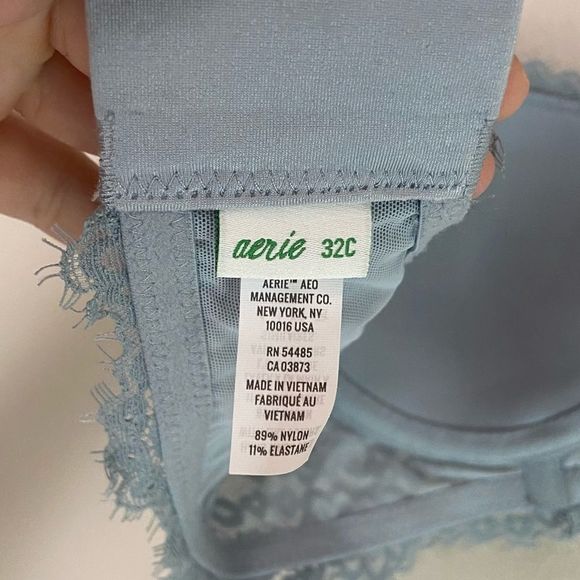 aerie 32C
AERIE™ AEO
MANAGEMENT CO.
NEW YORK, NY
10016 USA
RN 54485
CA 03873
MADE IN VIETNAM
FABRIQUÉ AU
VIETNAM
89% NYLON
11% ELASTANE